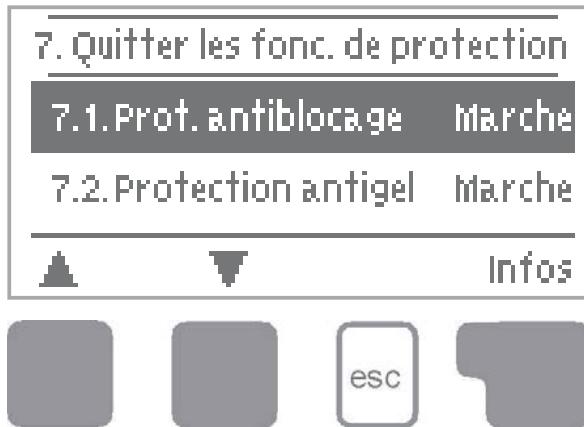 7. Quitter les fonc. de protection
7.1. Prot. antiblocage Marche
7.2. Protection antigel Marche
Infos
esc